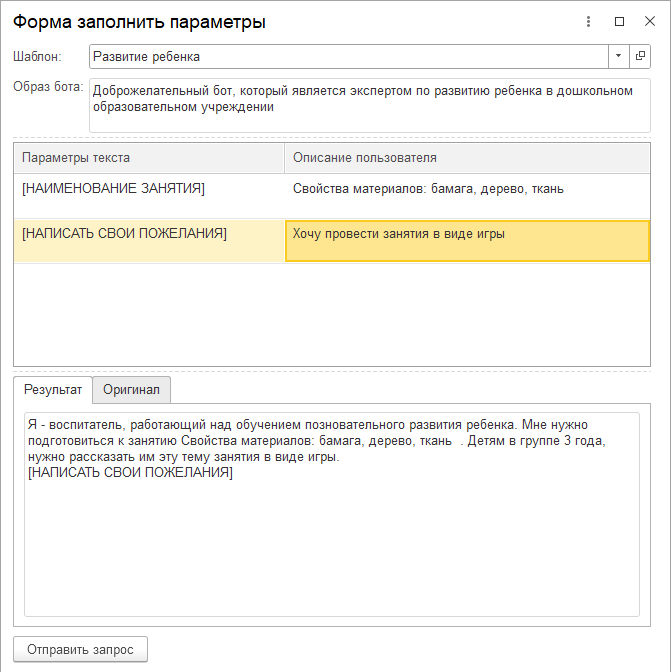 Форма заполнить параметры
Шаблон: Развитие ребенка
Образ бота: Доброжелательный бот, который является экспертом по развитию ребенка в дошкольном
образовательном учреждении
Параметры текста Описание пользователя
[НАИМЕНОВАНИЕ ЗАНЯТИЯ] Свойства материалов: бамага, дерево, ткань
[НАПИСАТЬ СВОИ ПОЖЕЛАНИЯ] Хочу провести занятия в виде игры
Результат Оригинал
Я - воспитатель, работающий над обучением позновательного развития ребенка. Мне нужно
подготовиться к занятию Свойства материалов: бамага, дерево, ткань  . Детям в группе 3 года,
нужно рассказать им эту тему занятия в виде игры.
[НАПИСАТЬ СВОИ ПОЖЕЛАНИЯ]
Отправить запрос